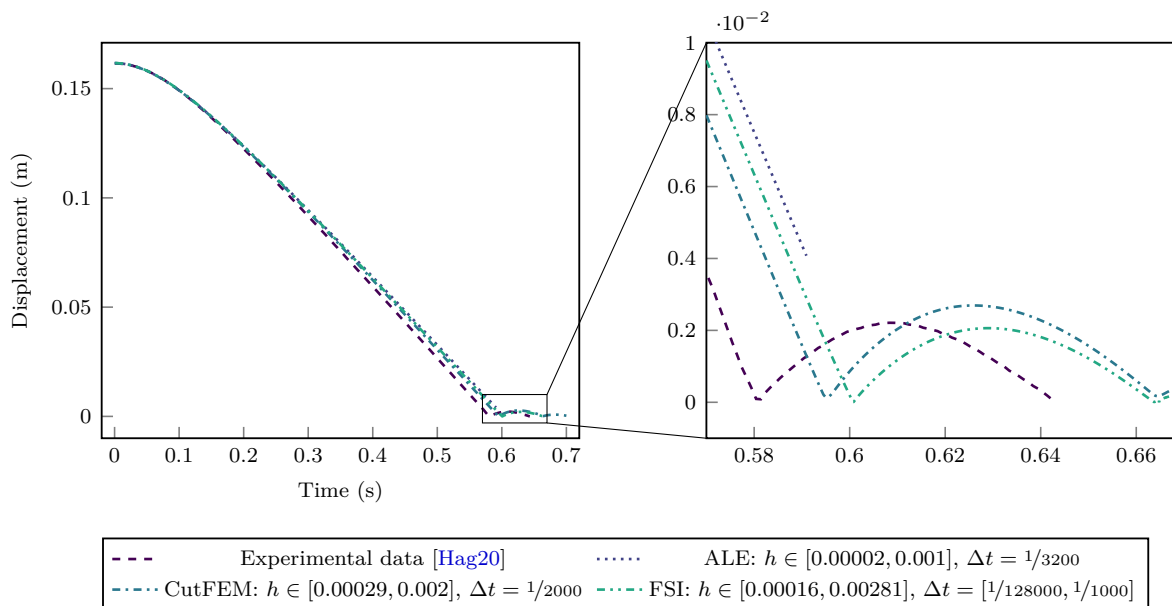 ·10⁻²
0.15
0.1
0.05
0
Displacement (m)
0 0.1 0.2 0.3 0.4 0.5 0.6 0.7
Time (s)
1
0.8
0.6
0.4
0.2
0
0.58 0.6 0.62 0.64 0.66
Experimental data [Hag20] ALE: h ∈ [0.00002, 0.001], Δt = 1/3200
CutFEM: h ∈ [0.00029, 0.002], Δt = 1/2000 FSI: h ∈ [0.00016, 0.00281], Δt = [1/128000, 1/1000]